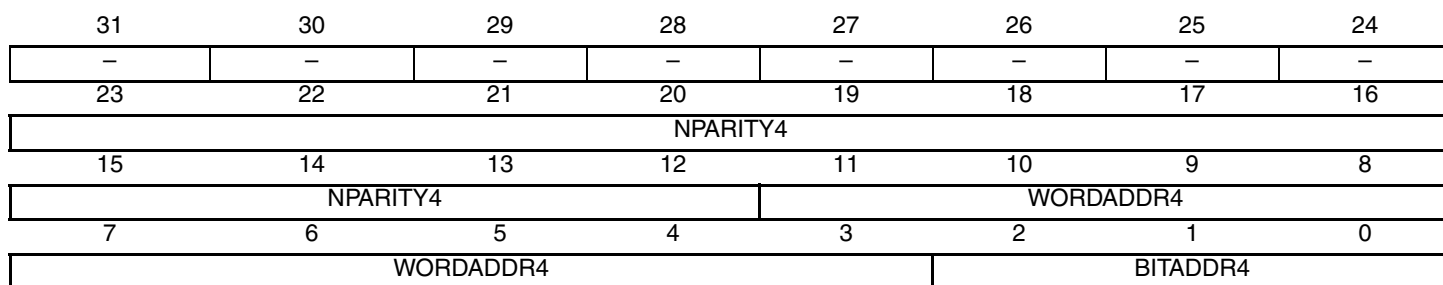 31 30 29 28 27 26 25 24
– – – – – – – –
23 22 21 20 19 18 17 16
NPARITY4
15 14 13 12 11 10 9 8
NPARITY4 WORDADDR4
7 6 5 4 3 2 1 0
WORDADDR4 BITADDR4